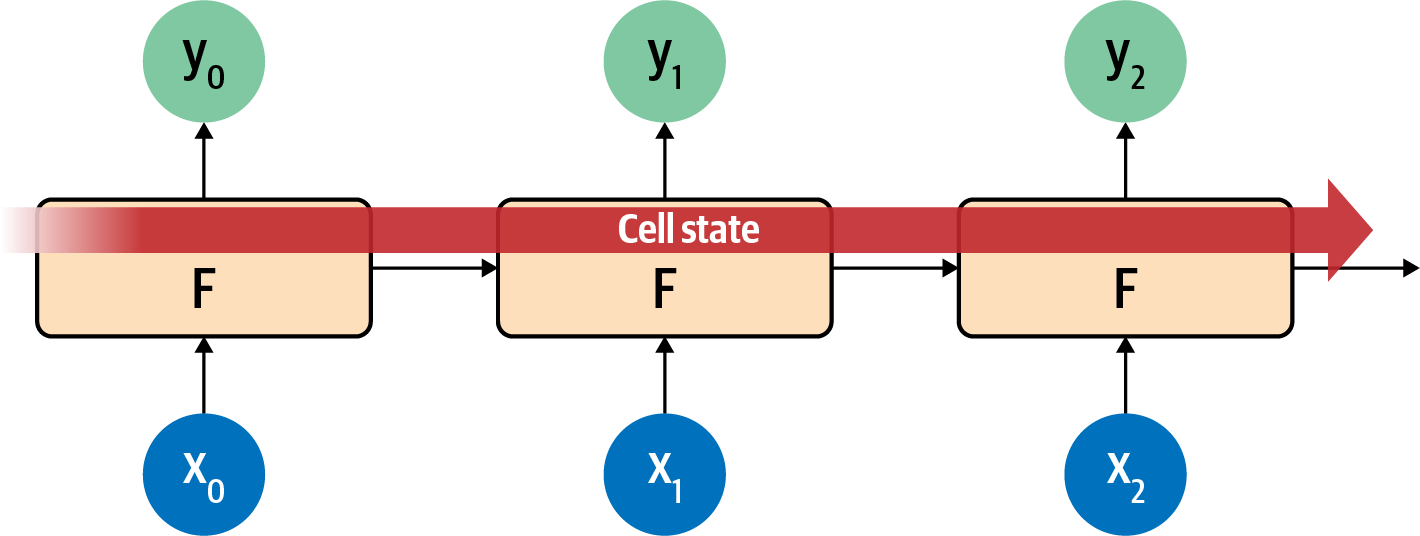 y0 y1 y2
Cell state
F F F
x0 x1 x2